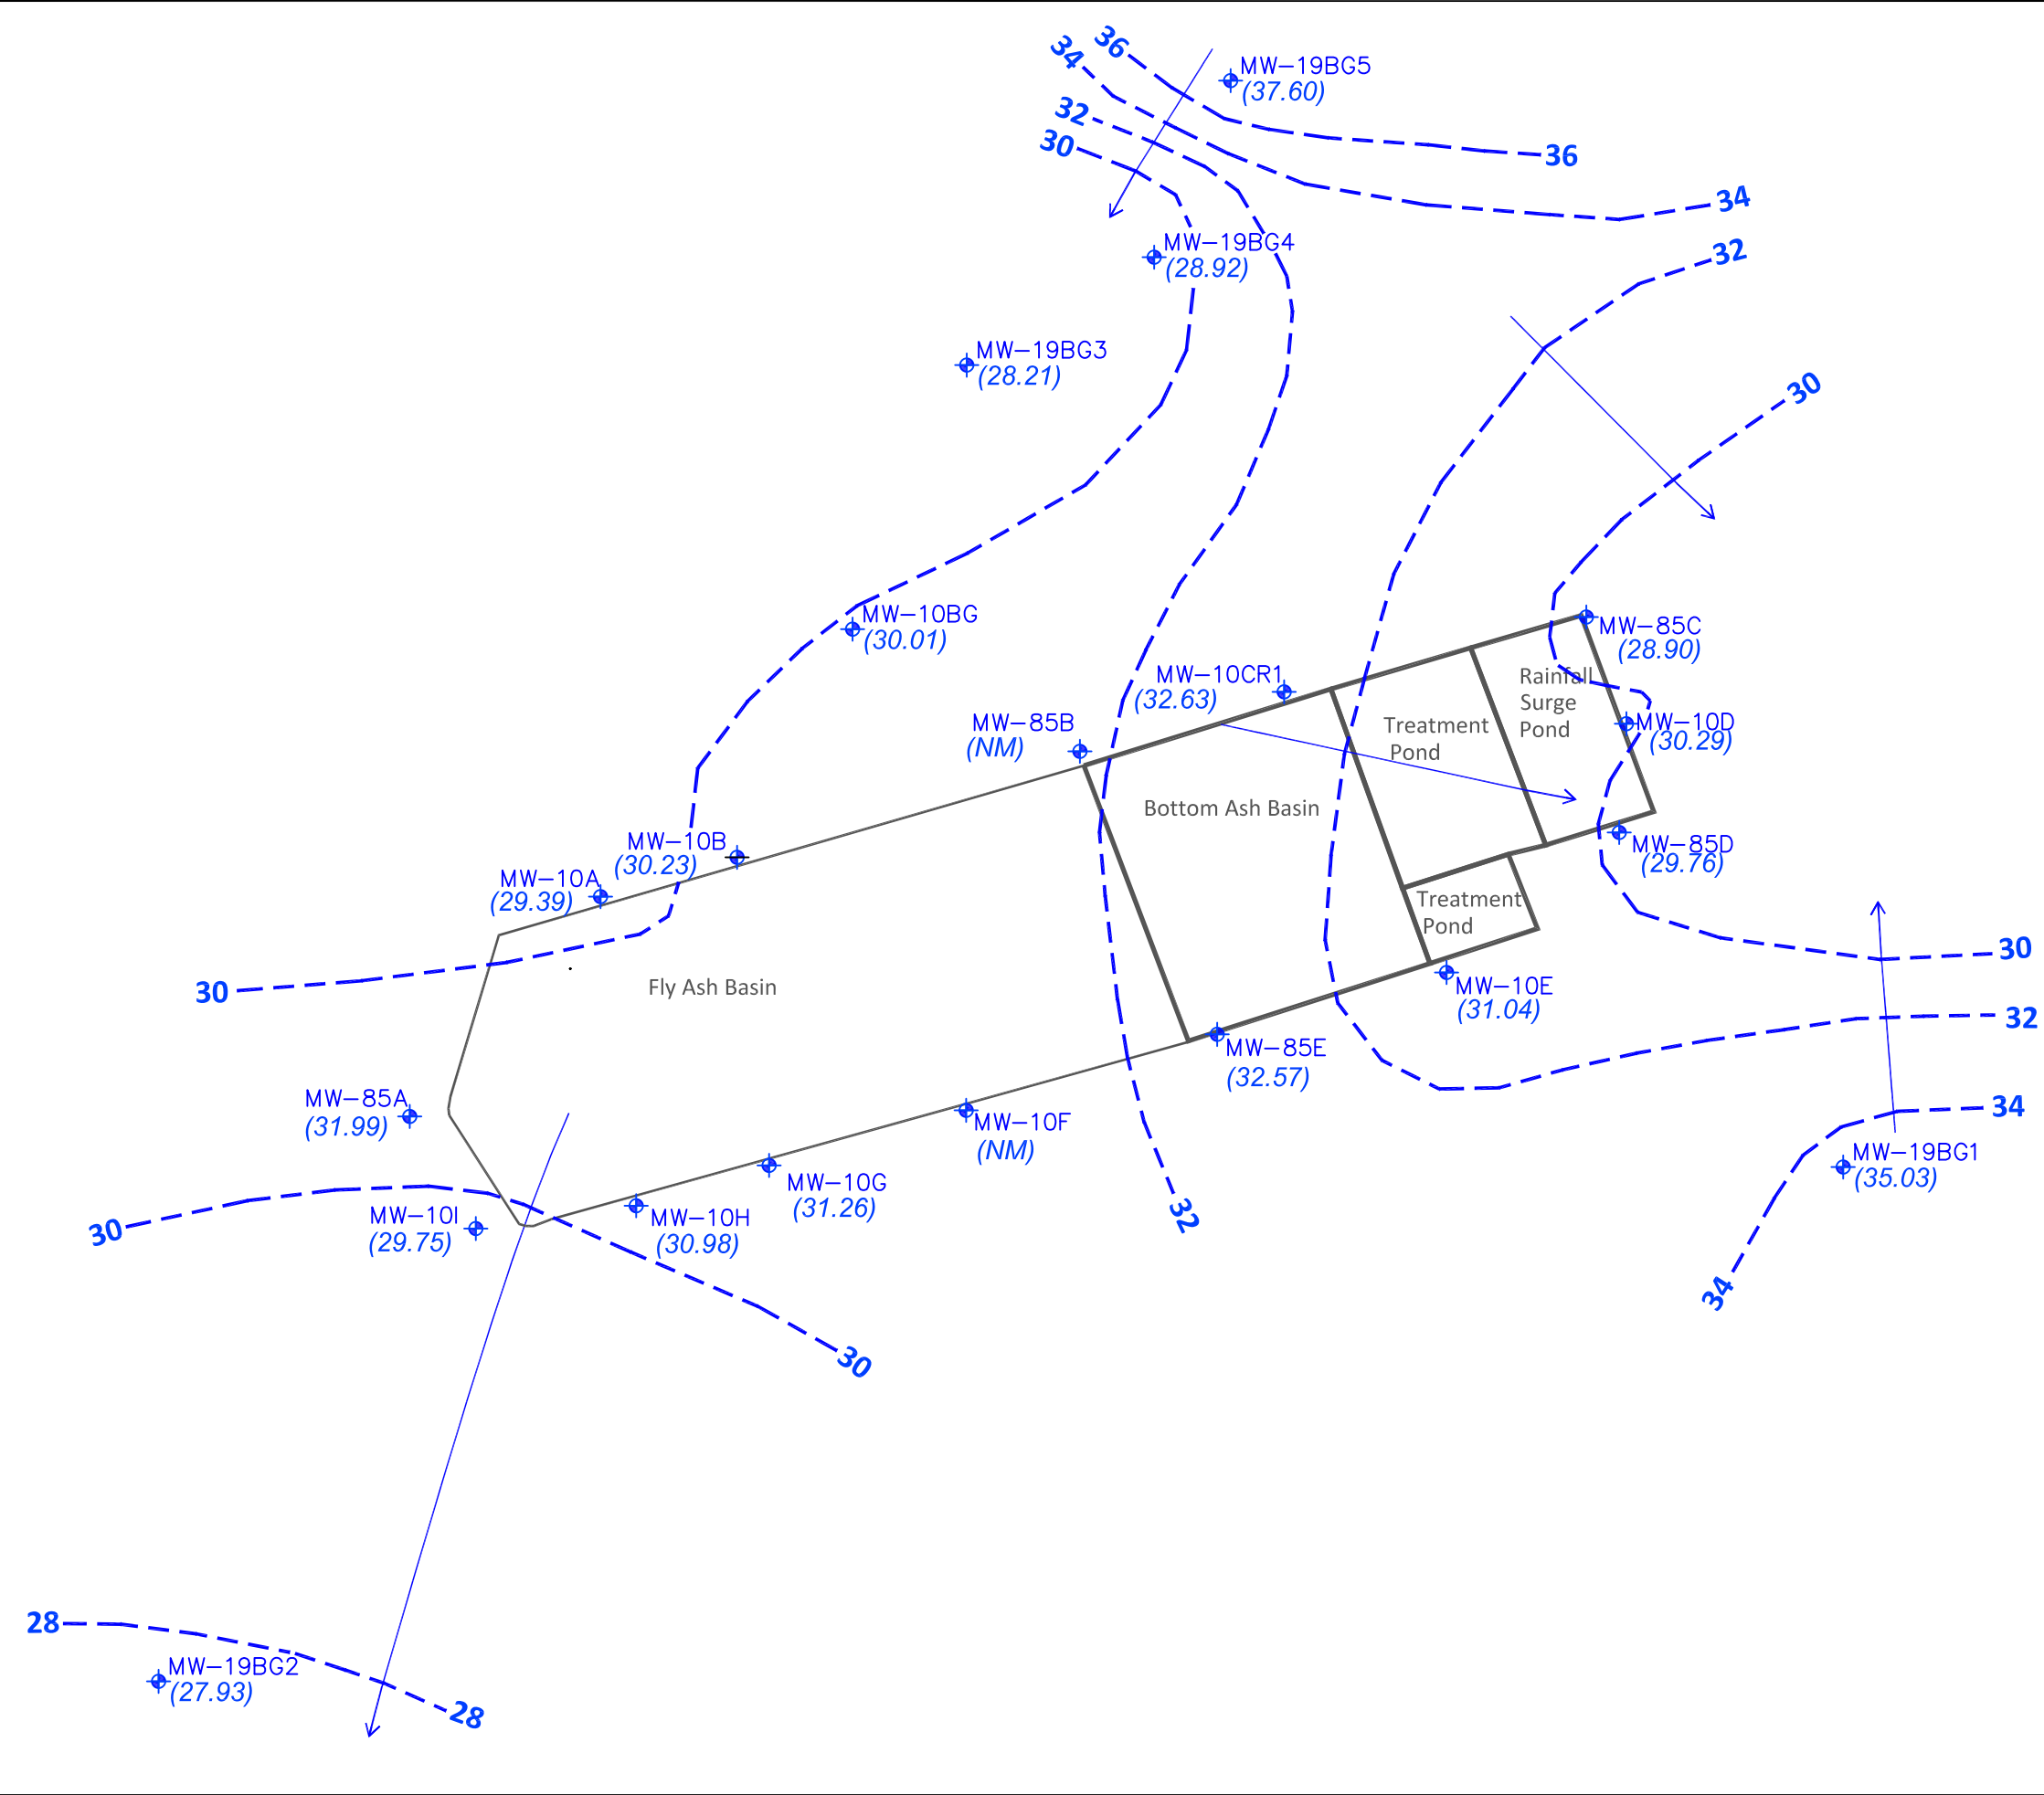 36
34
MW-19BG5
(37.60)
32
30
36
34
MW-19BG4
(28.92)
32
MW-19BG3
(28.21)
30
MW-10BG
(30.01)
MW-85C
(28.90)
MW-10CR1
(32.63)
Rainfall
Surge
Pond
MW-85B
(NM)
Treatment
Pond
MW-10D
(30.29)
Bottom Ash Basin
MW-10B
(30.23)
MW-85D
(29.76)
MW-10A
(29.39)
Treatment
Pond
30
30
Fly Ash Basin
MW-10E
(31.04)
32
MW-85E
(32.57)
MW-85A
(31.99)
34
MW-10F
(NM)
MW-19BG1
(35.03)
MW-10G
(31.26)
MW-10I
(29.75)
MW-10H
(30.98)
32
30
34
30
28
MW-19BG2
(27.93)
28